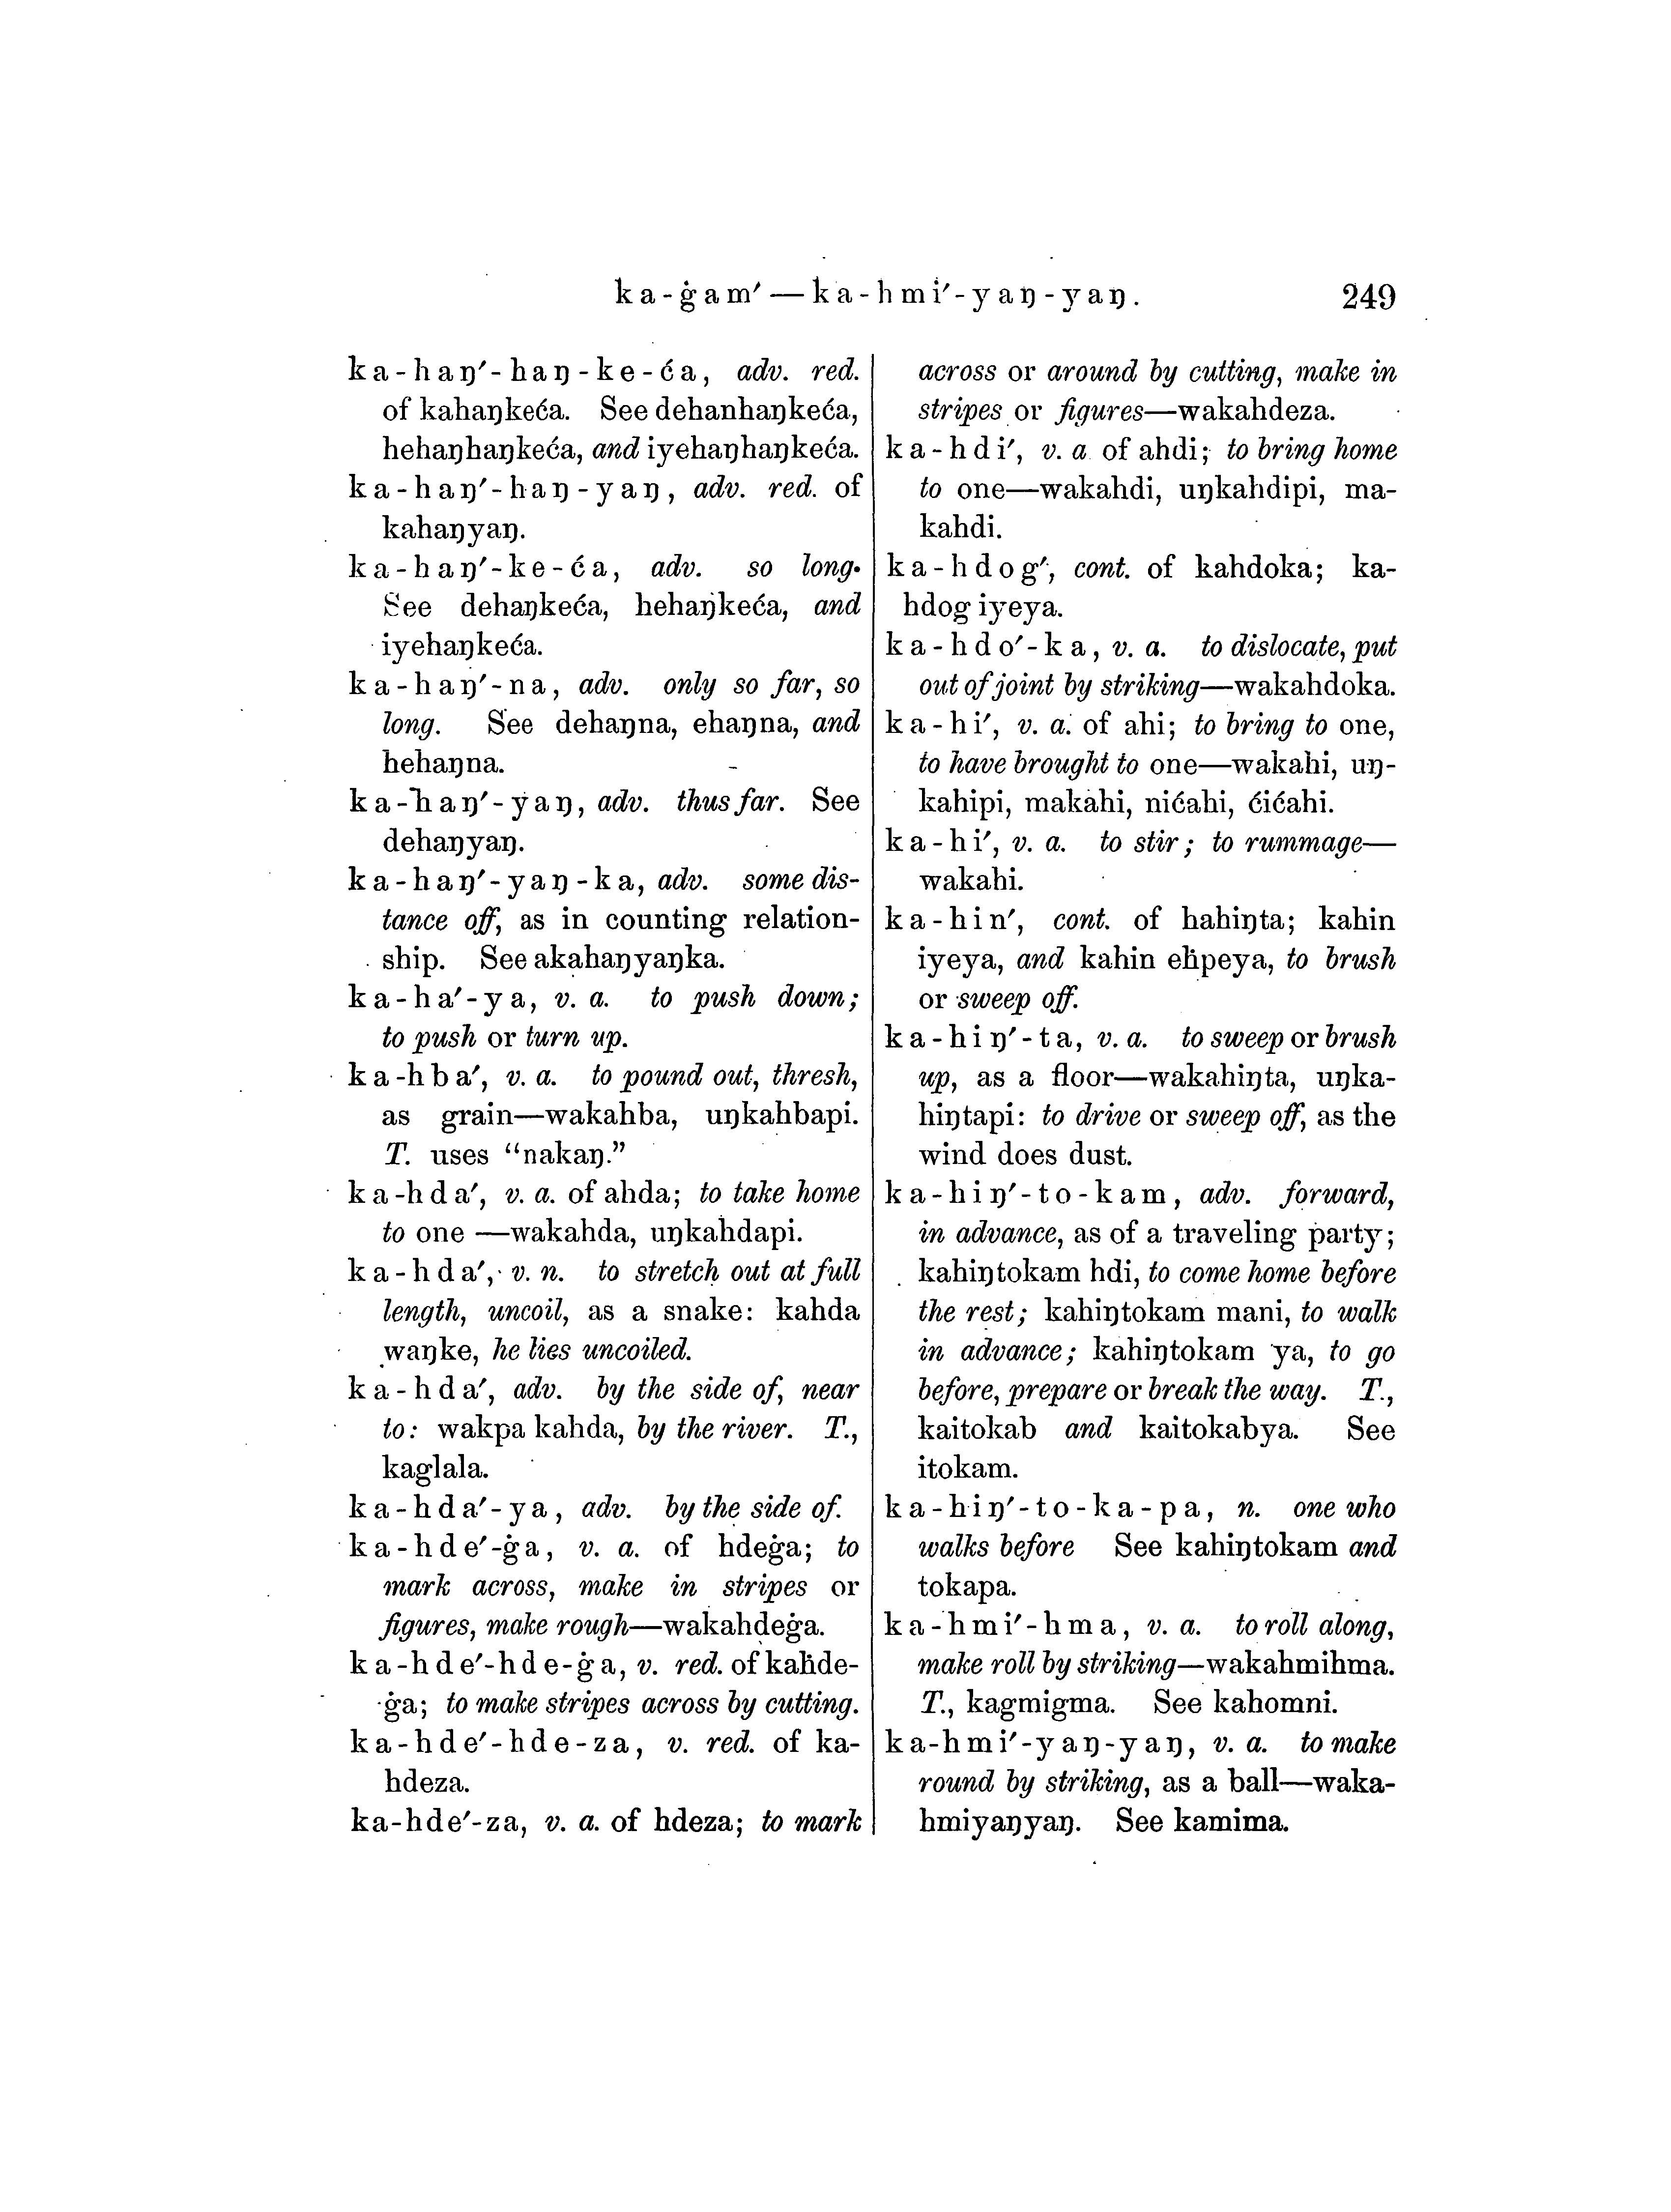 ka-ġam′—ka-hmi′-yaŋ-yaŋ. 249
ka-haŋ′-haŋ-ke-ća, adv. red.
of kahaŋkeća. See dehanhaŋkeća,
hehaŋhaŋkeća, and iyehaŋhaŋkeća.
ka-haŋ′-haŋ-yaŋ, adv. red. of
kahaŋyaŋ.
ka-haŋ′-ke-ća, adv. so long.
See dehaŋkeća, hehaŋkeća, and
iyehaŋkeća.
ka-haŋ′-na, adv. only so far, so
long. See dehaŋna, ehaŋna, and
hehaŋna.
ka-haŋ′-yaŋ, adv. thus far. See
dehaŋyaŋ.
ka-haŋ′-yaŋ-ka, adv. some dis-
tance off, as in counting relation-
ship. See akahaŋyaŋka.
ka-ha′-ya, v. a. to push down;
to push or turn up.
ka-hba′, v. a. to pound out, thresh,
as grain—wakahba, uŋkahbapi.
T. uses “nakaŋ.”
ka-hda′, v. a. of ahda; to take home
to one —wakahda, uŋkahdapi.
ka-hda′, v. n. to stretch out at full
length, uncoil, as a snake: kahda
waŋke, he lies uncoiled.
ka-hda′, adv. by the side of, near
to: wakpa kahda, by the river. T.,
kaglala.
ka-hda′-ya, adv. by the side of.
ka-hde′-ġa, v. a. of hdeġa; to
mark across, make in stripes or
figures, make rough—wakahdeġa.
ka-hde′-hde-ġa, v. red. of kaḣde-
ġa; to make stripes across by cutting.
ka-hde′-hde-za, v. red. of ka-
hdeza.
ka-hde′-za, v. a. of hdeza; to mark
across or around by cutting, make in
stripes or figures—wakahdeza.
ka-hdi′, v. a of ahdi; to bring home
to one—wakahdi, uŋkahdipi, ma-
kahdi.
ka-hdog′, cont. of kahdoka; ka-
hdog iyeya.
ka-hdo′-ka, v. a. to dislocate, put
out of joint by striking—wakahdoka.
ka-hi′, v. a. of ahi; to bring to one,
to have brought to one—wakahi, uŋ-
kahipi, makahi, nićahi, ćićahi.
ka-hi′, v. a. to stir; to rummage—
wakahi.
ka-hin′, cont. of hahiŋta; kahin
iyeya, and kahin eḣpeya, to brush
or sweep off.
ka-hiŋ′-ta, v. a. to sweep or brush
up, as a floor—wakahiŋta, uŋka-
hiŋtapi: to drive or sweep off, as the
wind does dust.
ka-hiŋ′-to-kam, adv. forward,
in advance, as of a traveling party;
kahiŋtokam hdi, to come home before
the rest; kahiŋtokam mani, to walk
in advance; kahiŋtokam ya, to go
before, prepare or break the way. T.,
kaitokab and kaitokabya. See
itokam.
ka-hiŋ′-to-ka-pa, n. one who
walks before See kahiŋtokam and
tokapa.
ka-hmi′-hma, v. a. to roll along,
make roll by striking—wakahmihma.
T., kagmigma. See kahomni.
ka-hmi′-yaŋ-yaŋ, v. a. to make
round by striking, as a ball—waka-
hmiyaŋyaŋ. See kamima.